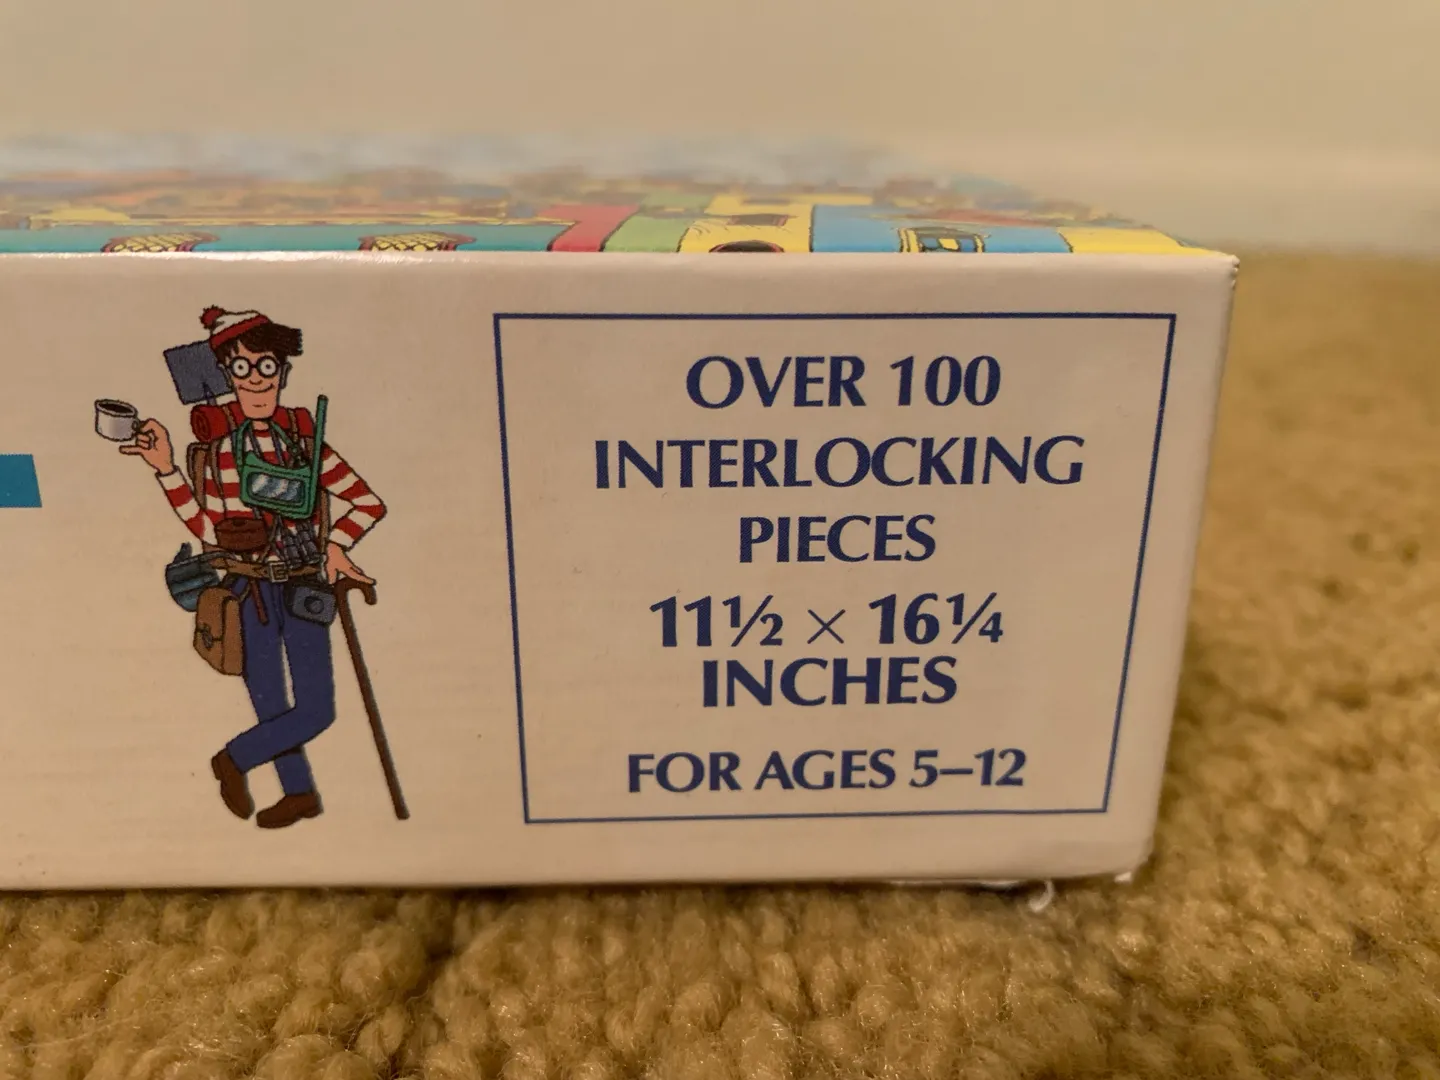 OVER 100
INTERLOCKING
PIECES
11½ × 16¼
INCHES
FOR AGES 5–12